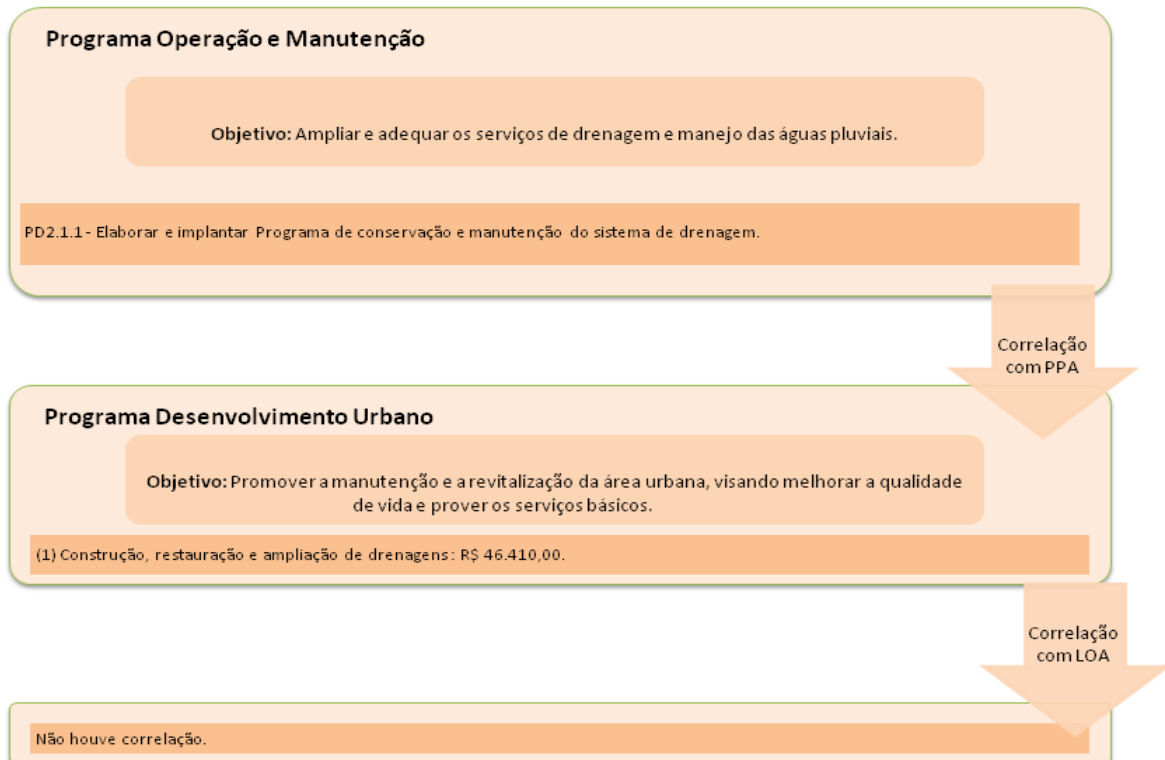 Programa Operação e Manutenção
Objetivo: Ampliar e adequar os serviços de drenagem e manejo das águas pluviais.
PD2.1.1- Elaborar e implantar Programa de conservação e manutenção do sistema de drenagem.
Correlação
com PPA
Programa Desenvolvimento Urbano
Objetivo: Promover a manutenção e a revitalização da área urbana, visando melhorar a qualidade
de vida e prover os serviços básicos.
(1) Construção, restauração e ampliação de drenagens: R$ 46.410,00.
Correlação
com LOA
Não houve correlação.